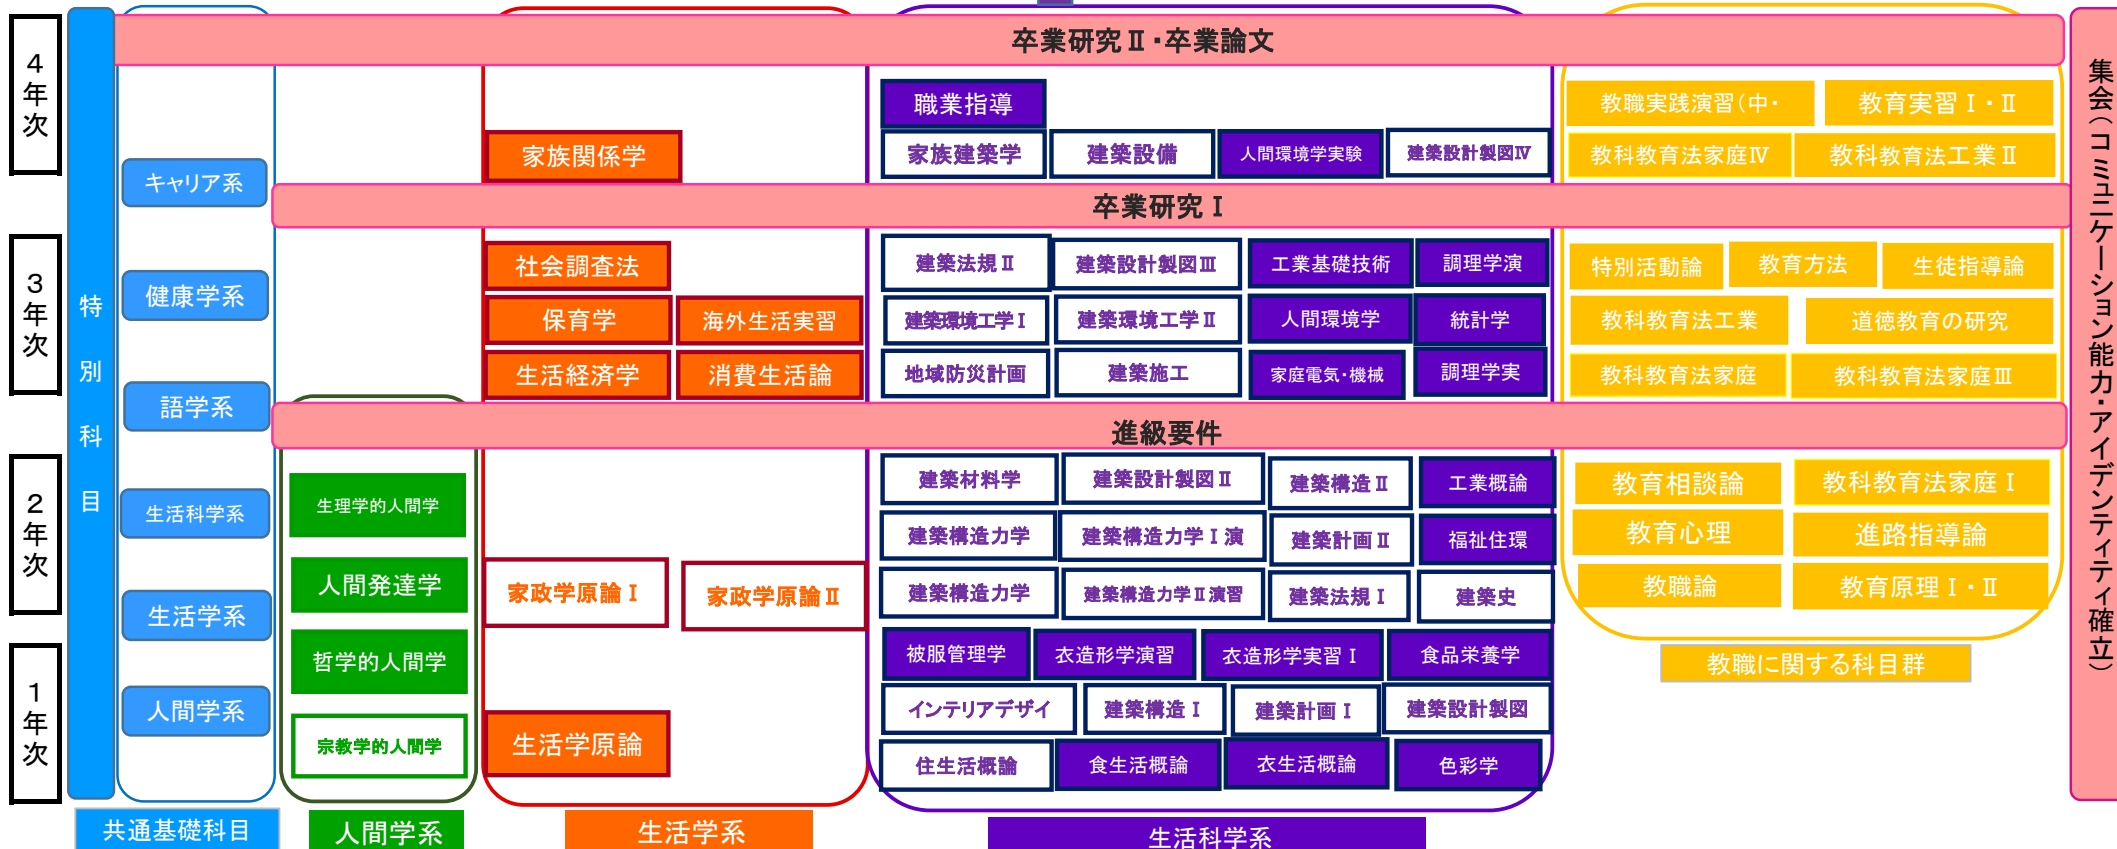 卒業研究Ⅱ・卒業論文
4年次
職業指導
教職実践演習(中・
教育実習Ⅰ・Ⅱ
家族関係学
家族建築学
建築設備
人間環境学実験
建築設計製図Ⅳ
教科教育法家庭Ⅳ
教科教育法工業Ⅱ
キャリア系
卒業研究Ⅰ
3年次
社会調査法
建築法規Ⅱ
建築設計製図Ⅲ
工業基礎技術
調理学演
特別活動論
教育方法
生徒指導論
健康学系
保育学
海外生活実習
建築環境工学Ⅰ
建築環境工学Ⅱ
人間環境学
統計学
教科教育法工業
道徳教育の研究
生活経済学
消費生活論
地域防災計画
建築施工
家庭電気・機械
調理学実
教科教育法家庭
教科教育法家庭Ⅲ
語学系
進級要件
特別科目
2年次
生活科学系
生理学的人間学
建築材料学
建築設計製図Ⅱ
建築構造Ⅱ
工業概論
教育相談論
教科教育法家庭Ⅰ
建築構造力学
建築構造力学Ⅰ演
建築計画Ⅱ
福祉住環
教育心理
進路指導論
生活学系
人間発達学
家政学原論Ⅰ
家政学原論Ⅱ
建築構造力学
建築構造力学Ⅱ演習
建築法規Ⅰ
建築史
教職論
教育原理Ⅰ・Ⅱ
1年次
哲学的人間学
被服管理学
衣造形学演習
衣造形学実習Ⅰ
食品栄養学
教職に関する科目群
人間学系
宗教学的人間学
生活学原論
インテリアデザイ
建築構造Ⅰ
建築計画Ⅰ
建築設計製図
住生活概論
食生活概論
衣生活概論
色彩学
共通基礎科目
人間学系
生活学系
生活科学系
集会(コミュニケーション能力・アイデンティティ確立)